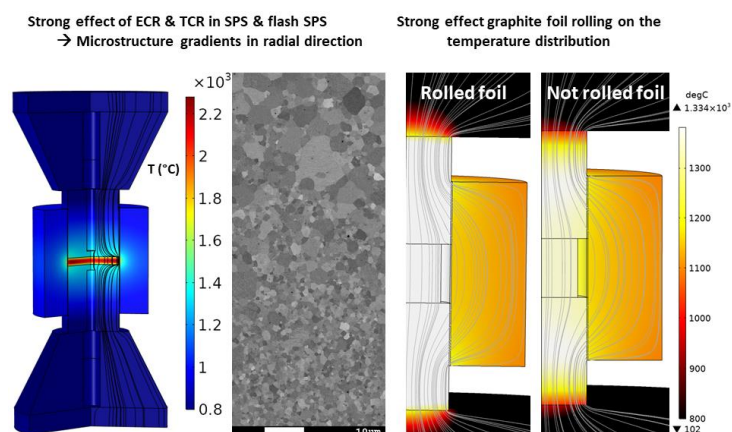 Strong effect of ECR & TCR in SPS & flash SPS
→ Microstructure gradients in radial direction
Strong effect graphite foil rolling on the
temperature distribution
×10³
2.2
2
1.8
1.6
1.4
1.2
1
0.8
T (°C)
10µm
Rolled foil
Not rolled foil
degC
▲ 1.334×10³
1300
1200
1100
1000
900
800
▼ 102